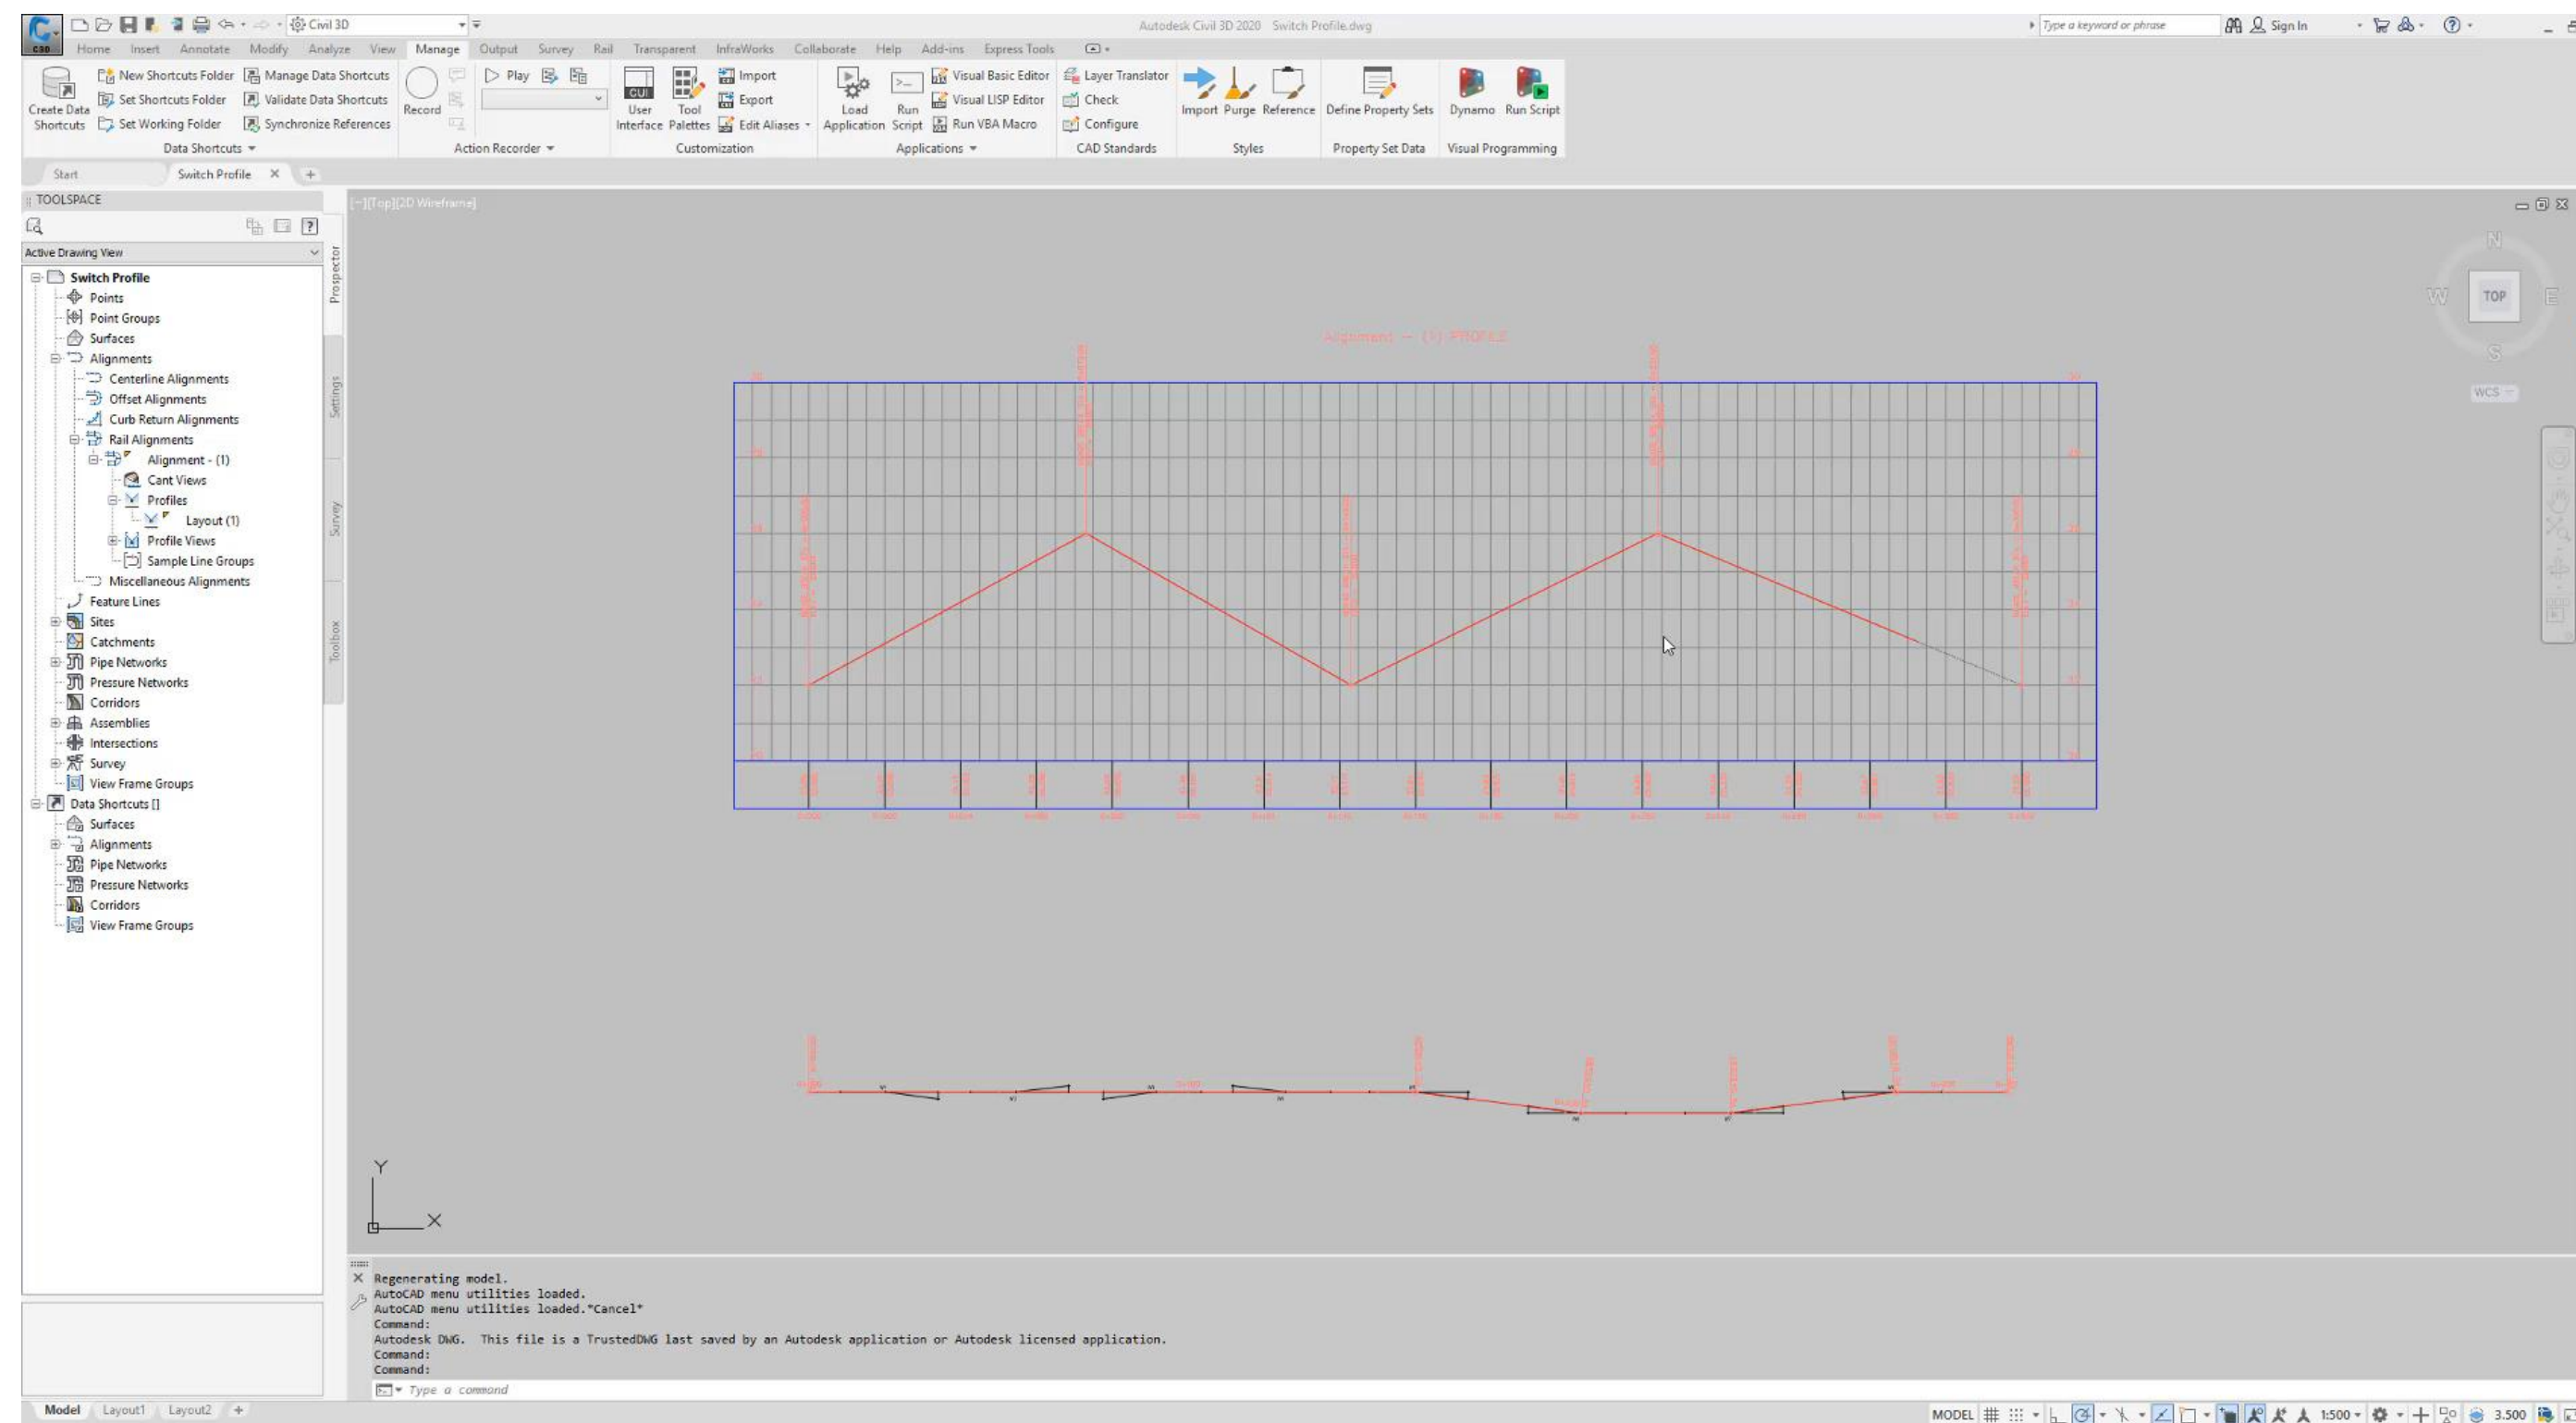 C3D
Civil 3D
Autodesk Civil 3D 2020 Switch Profile.dwg
Type a keyword or phrase
Sign In
Home Insert Annotate Modify Analyze View Manage Output Survey Rail Transparent InfraWorks Collaborate Help Add-ins Express Tools
Create Data Shortcuts
New Shortcuts Folder
Set Shortcuts Folder
Set Working Folder
Manage Data Shortcuts
Validate Data Shortcuts
Synchronize References
Data Shortcuts
Record
Play
Action Recorder
CUI
User Interface
Tool Palettes
Import
Export
Edit Aliases
Customization
Load Application
Run Script
Visual Basic Editor
Visual LISP Editor
Run VBA Macro
Applications
Layer Translator
Check
Configure
CAD Standards
Import Purge Reference
Styles
Define Property Sets
Property Set Data
Dynamo Run Script
Visual Programming
Start
Switch Profile
TOOLSPACE
Active Drawing View
Switch Profile
Points
Point Groups
Surfaces
Alignments
Centerline Alignments
Offset Alignments
Curb Return Alignments
Rail Alignments
Alignment - (1)
Cant Views
Profiles
Layout (1)
Profile Views
Sample Line Groups
Miscellaneous Alignments
Feature Lines
Sites
Catchments
Pipe Networks
Pressure Networks
Corridors
Assemblies
Intersections
Survey
View Frame Groups
Data Shortcuts []
Surfaces
Alignments
Pipe Networks
Pressure Networks
Corridors
View Frame Groups
Prospector
Settings
Survey
Toolbox
[-][Top][2D Wireframe]
N
W
TOP
E
S
WCS
Alignment - (1) PROFILE
Y
X
Regenerating model.
AutoCAD menu utilities loaded.
AutoCAD menu utilities loaded.*Cancel*
Command:
Autodesk DWG. This file is a TrustedDWG last saved by an Autodesk application or Autodesk licensed application.
Command:
Command:
Type a command
Model Layout1 Layout2 +
MODEL
1:500
3.500